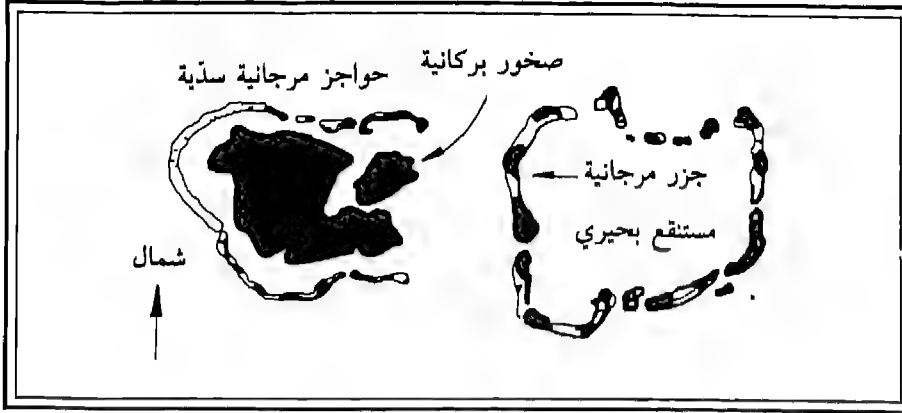 صخور بركانية
حواجز مرجانية سدّية
جزر مرجانية
مستنقع بحيري
شمال